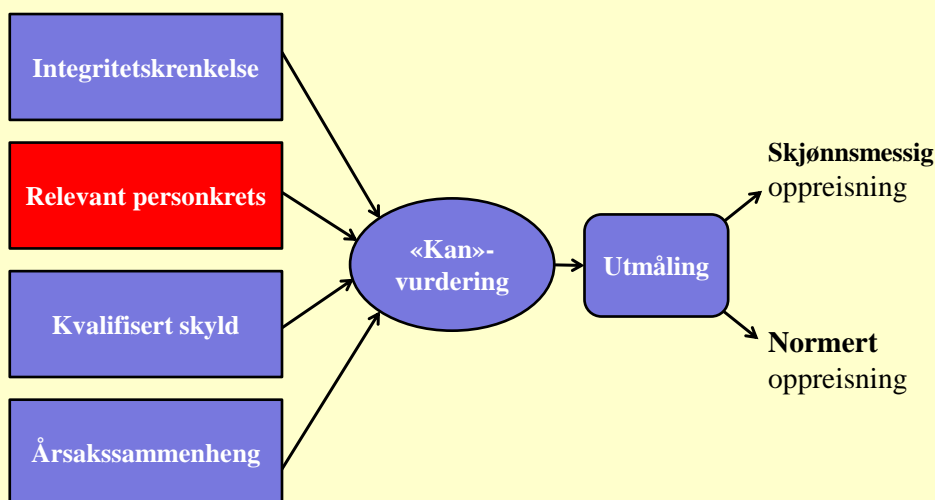 Integritetskrenkelse
Relevant personkrets
Kvalifisert skyld
Årsakssammenheng
«Kan»-
vurdering
Utmåling
Skjønnsmessig
oppreisning
Normert
oppreisning